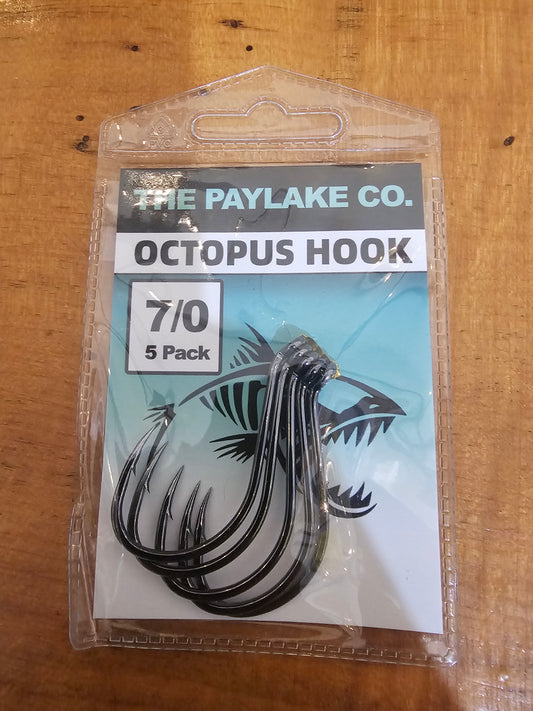 THE PAYLAKE CO.
OCTOPUS HOOK
7/0
5 Pack